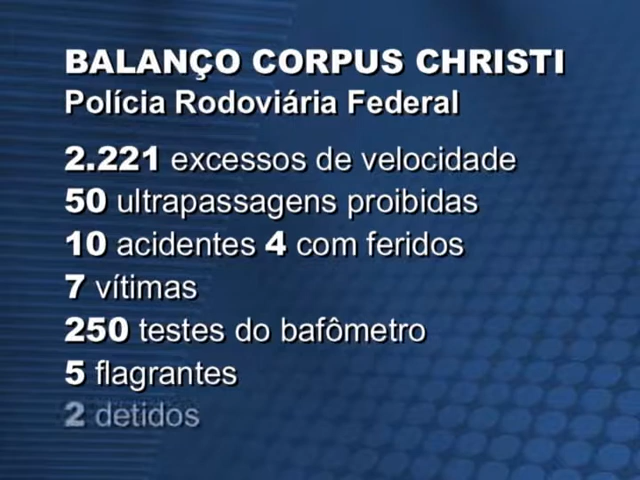 BALANÇO CORPUS CHRISTI
Polícia Rodoviária Federal
2.221 excessos de velocidade
50 ultrapassagens proibidas
10 acidentes 4 com feridos
7 vítimas
250 testes do bafômetro
5 flagrantes
2 detidos